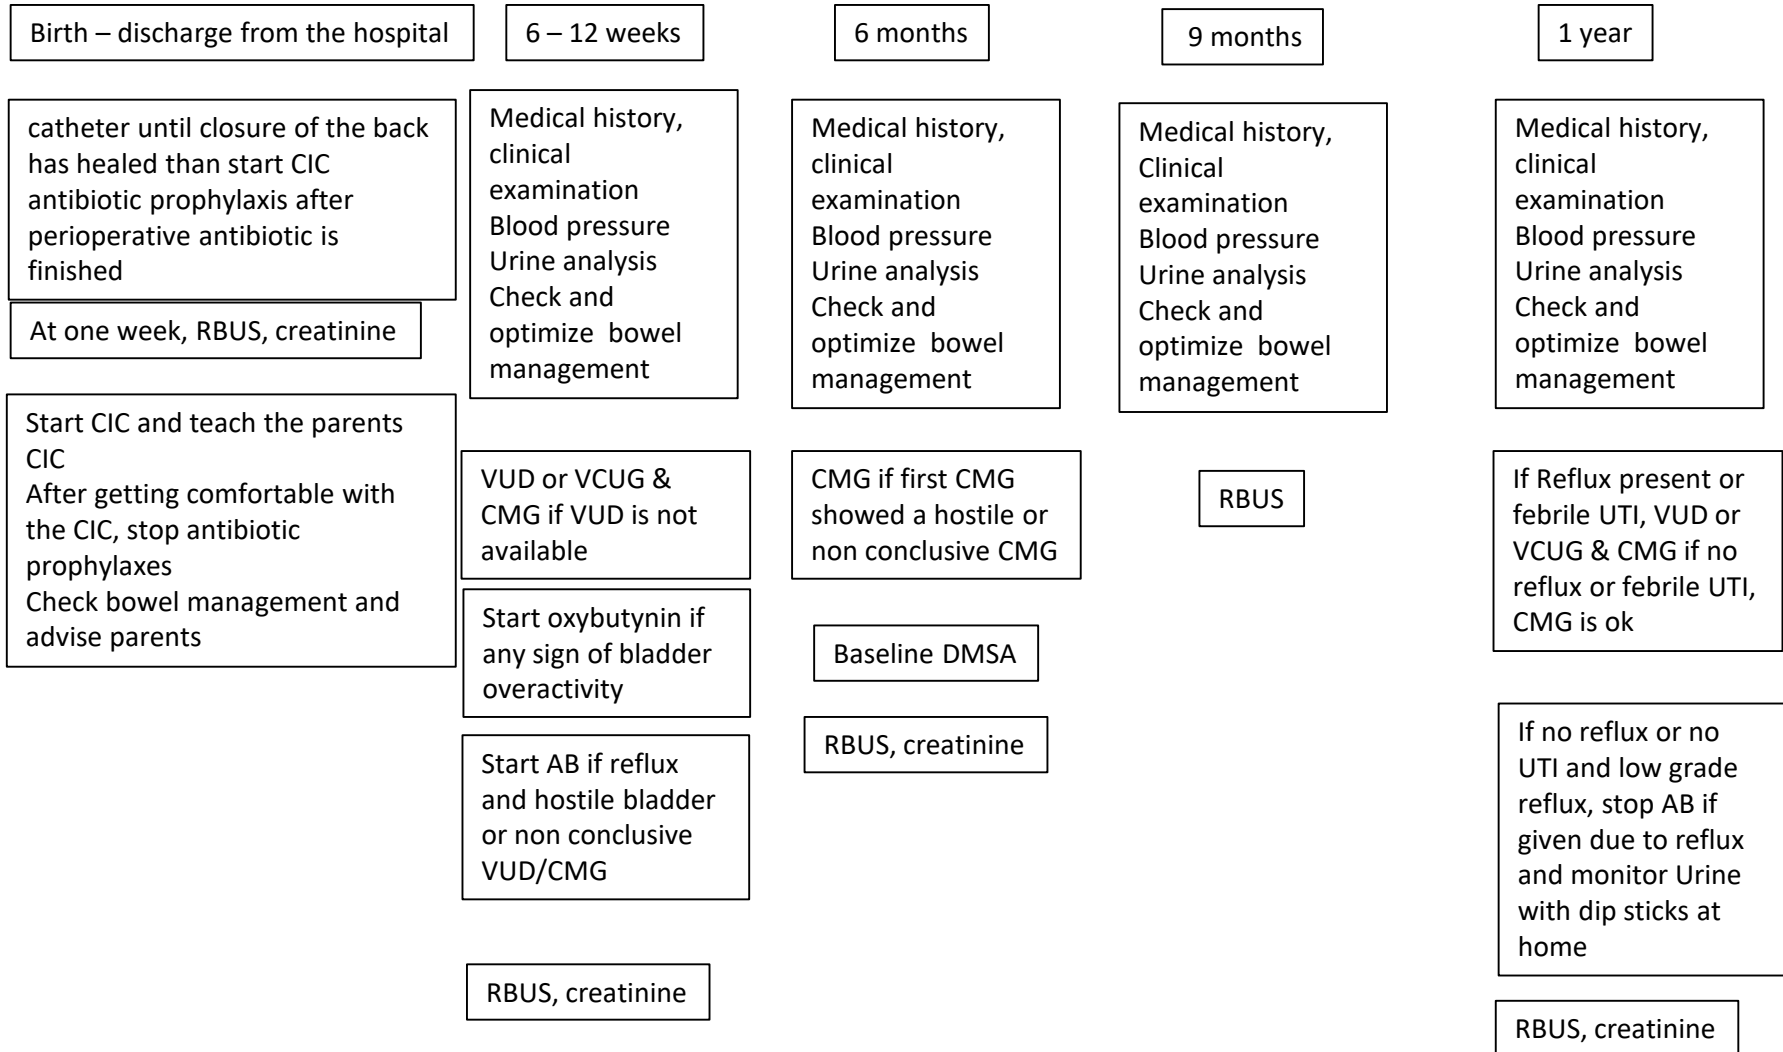 Birth – discharge from the hospital
6 – 12 weeks
6 months
9 months
1 year
catheter until closure of the back
has healed than start CIC
antibiotic prophylaxis after
perioperative antibiotic is
finished
At one week, RBUS, creatinine
Start CIC and teach the parents
CIC
After getting comfortable with
the CIC, stop antibiotic
prophylaxes
Check bowel management and
advise parents
Medical history,
clinical
examination
Blood pressure
Urine analysis
Check and
optimize bowel
management
VUD or VCUG &
CMG if VUD is not
available
Start oxybutynin if
any sign of bladder
overactivity
Start AB if reflux
and hostile bladder
or non conclusive
VUD/CMG
RBUS, creatinine
Medical history,
clinical
examination
Blood pressure
Urine analysis
Check and
optimize bowel
management
CMG if first CMG
showed a hostile or
non conclusive CMG
Baseline DMSA
RBUS, creatinine
Medical history,
Clinical
examination
Blood pressure
Urine analysis
Check and
optimize bowel
management
RBUS
Medical history,
clinical
examination
Blood pressure
Urine analysis
Check and
optimize bowel
management
If Reflux present or
febrile UTI, VUD or
VCUG & CMG if no
reflux or febrile UTI,
CMG is ok
If no reflux or no
UTI and low grade
reflux, stop AB if
given due to reflux
and monitor Urine
with dip sticks at
home
RBUS, creatinine